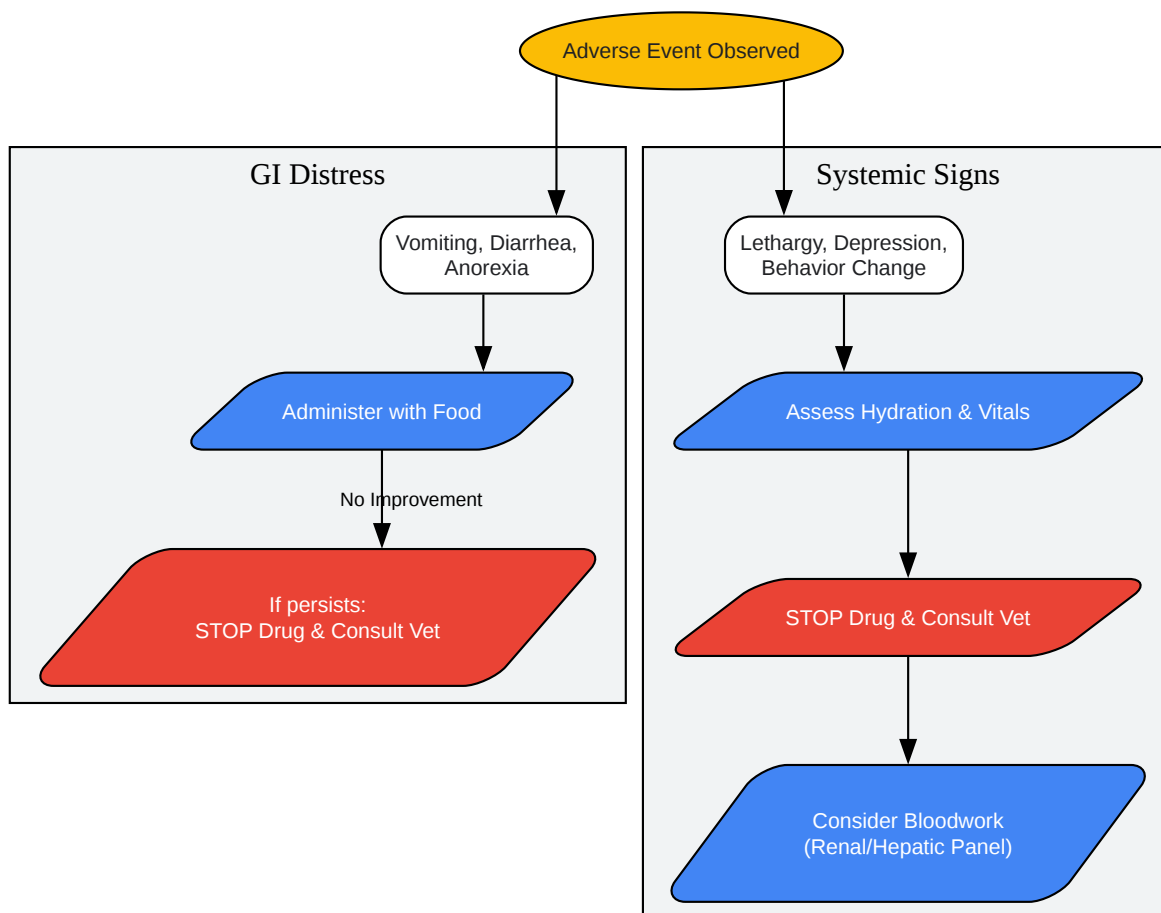 Adverse Event Observed
GI Distress
Vomiting, Diarrhea,
Anorexia
Administer with Food
No Improvement
If persists:
STOP Drug & Consult Vet
Systemic Signs
Lethargy, Depression,
Behavior Change
Assess Hydration & Vitals
STOP Drug & Consult Vet
Consider Bloodwork
(Renal/Hepatic Panel)